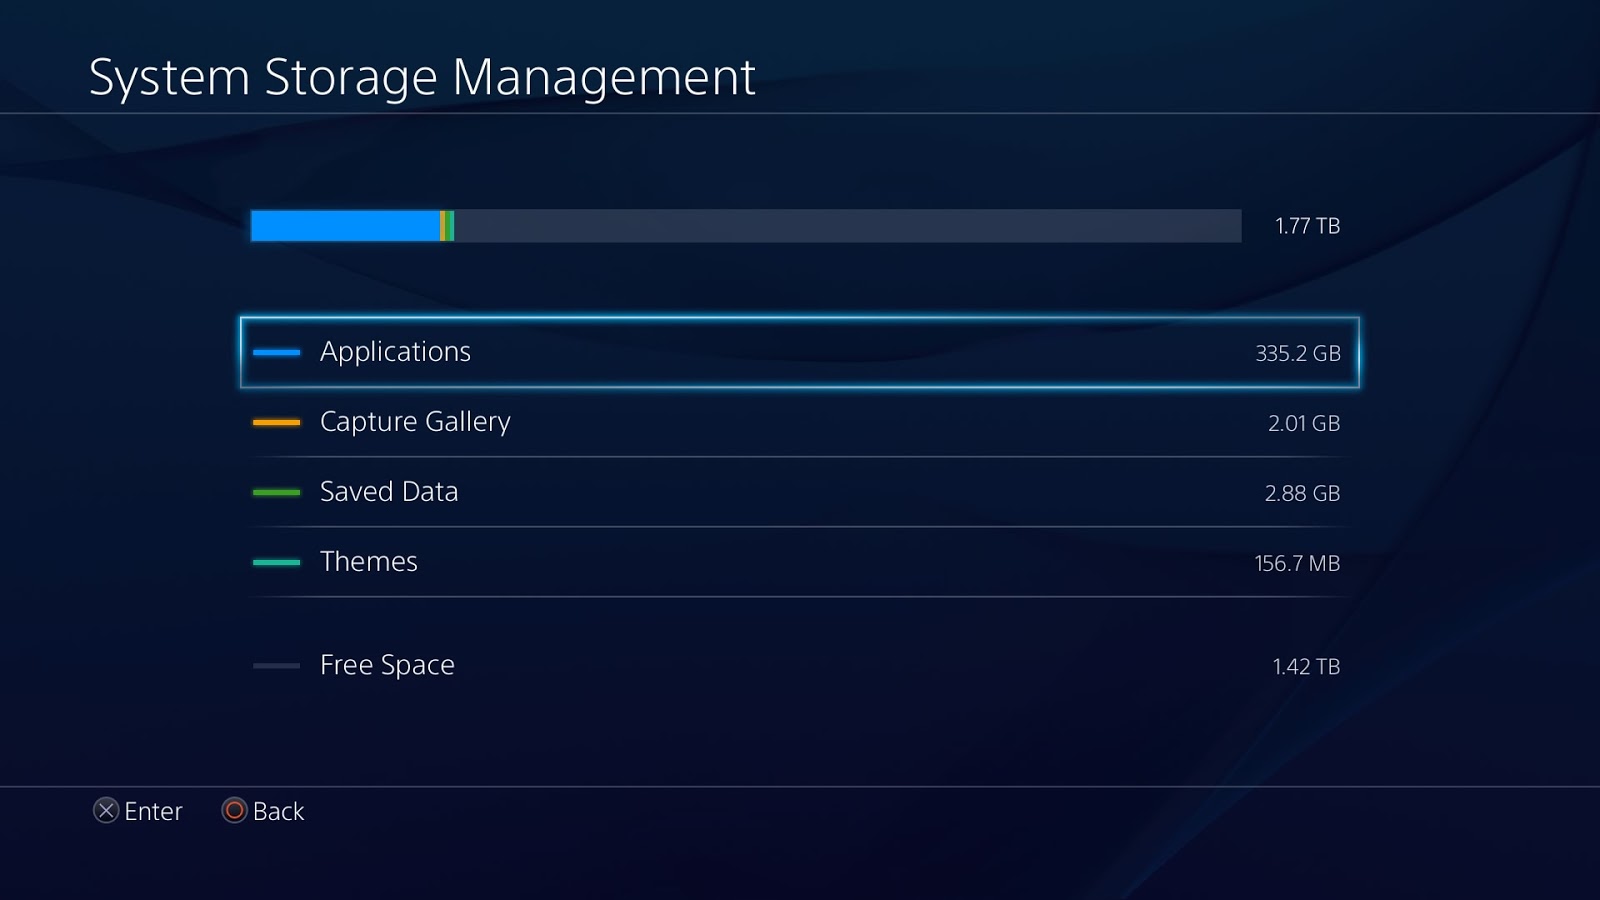 System Storage Management
1.77 TB
Applications 335.2 GB
Capture Gallery 2.01 GB
Saved Data 2.88 GB
Themes 156.7 MB
Free Space 1.42 TB
Enter Back